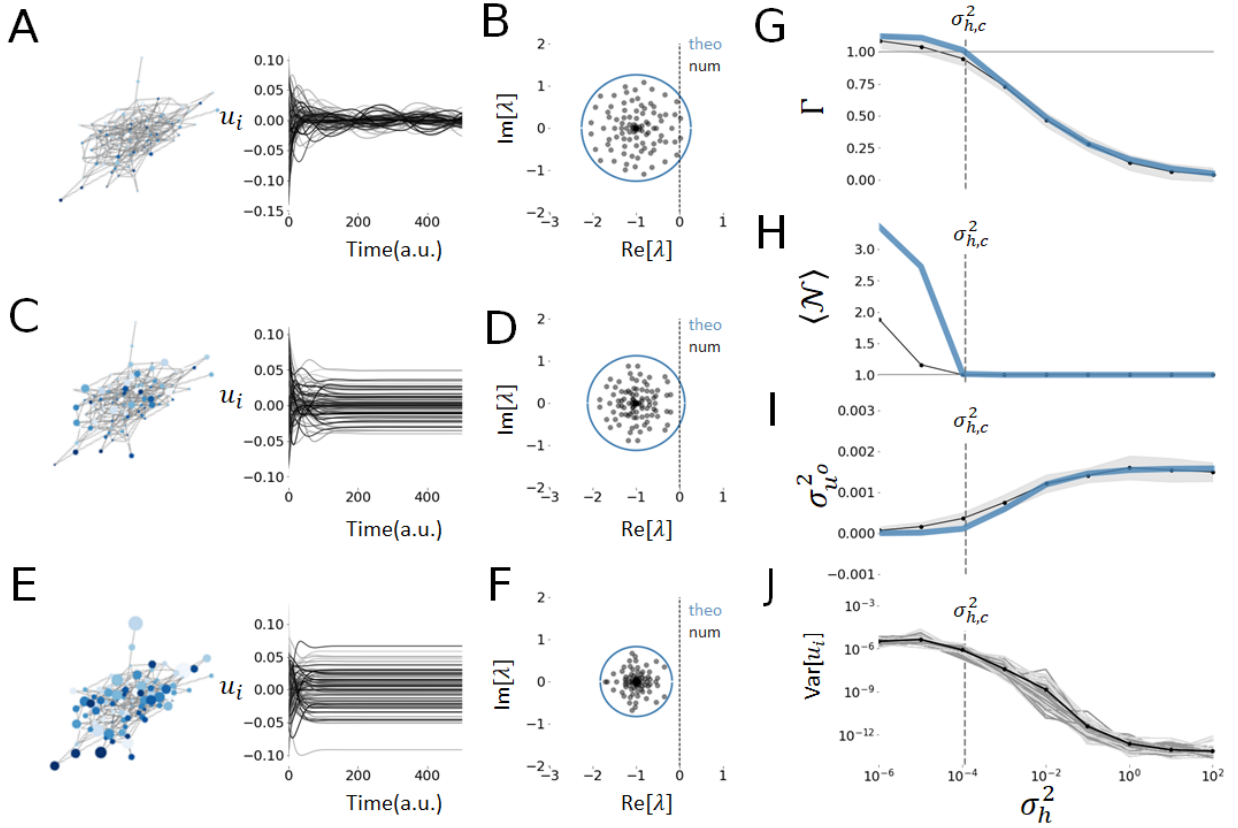 A
u_i
0.10
0.05
0.00
−0.05
−0.10
−0.15
0
200
400
Time(a.u.)
B
2
1
0
−1
−2
−3
−2
−1
0
1
Im[λ]
Re[λ]
theo
num
C
u_i
0.10
0.05
0.00
−0.05
−0.10
0
200
400
Time(a.u.)
D
2
1
0
−1
−2
−3
−2
−1
0
1
Im[λ]
Re[λ]
theo
num
E
u_i
0.10
0.05
0.00
−0.05
−0.10
0
200
400
Time(a.u.)
F
2
1
0
−1
−2
−3
−2
−1
0
1
Im[λ]
Re[λ]
theo
num
G
σ²_{h,c}
Γ
1.00
0.75
0.50
0.25
0.00
H
σ²_{h,c}
⟨𝒩⟩
3.0
2.5
2.0
1.5
1.0
I
σ²_{h,c}
σ²_{u^o}
0.003
0.002
0.001
0.000
−0.001
J
σ²_{h,c}
Var[u_i]
10⁻³
10⁻⁶
10⁻⁹
10⁻¹²
10⁻⁶
10⁻⁴
10⁻²
10⁰
10²
σ²_h